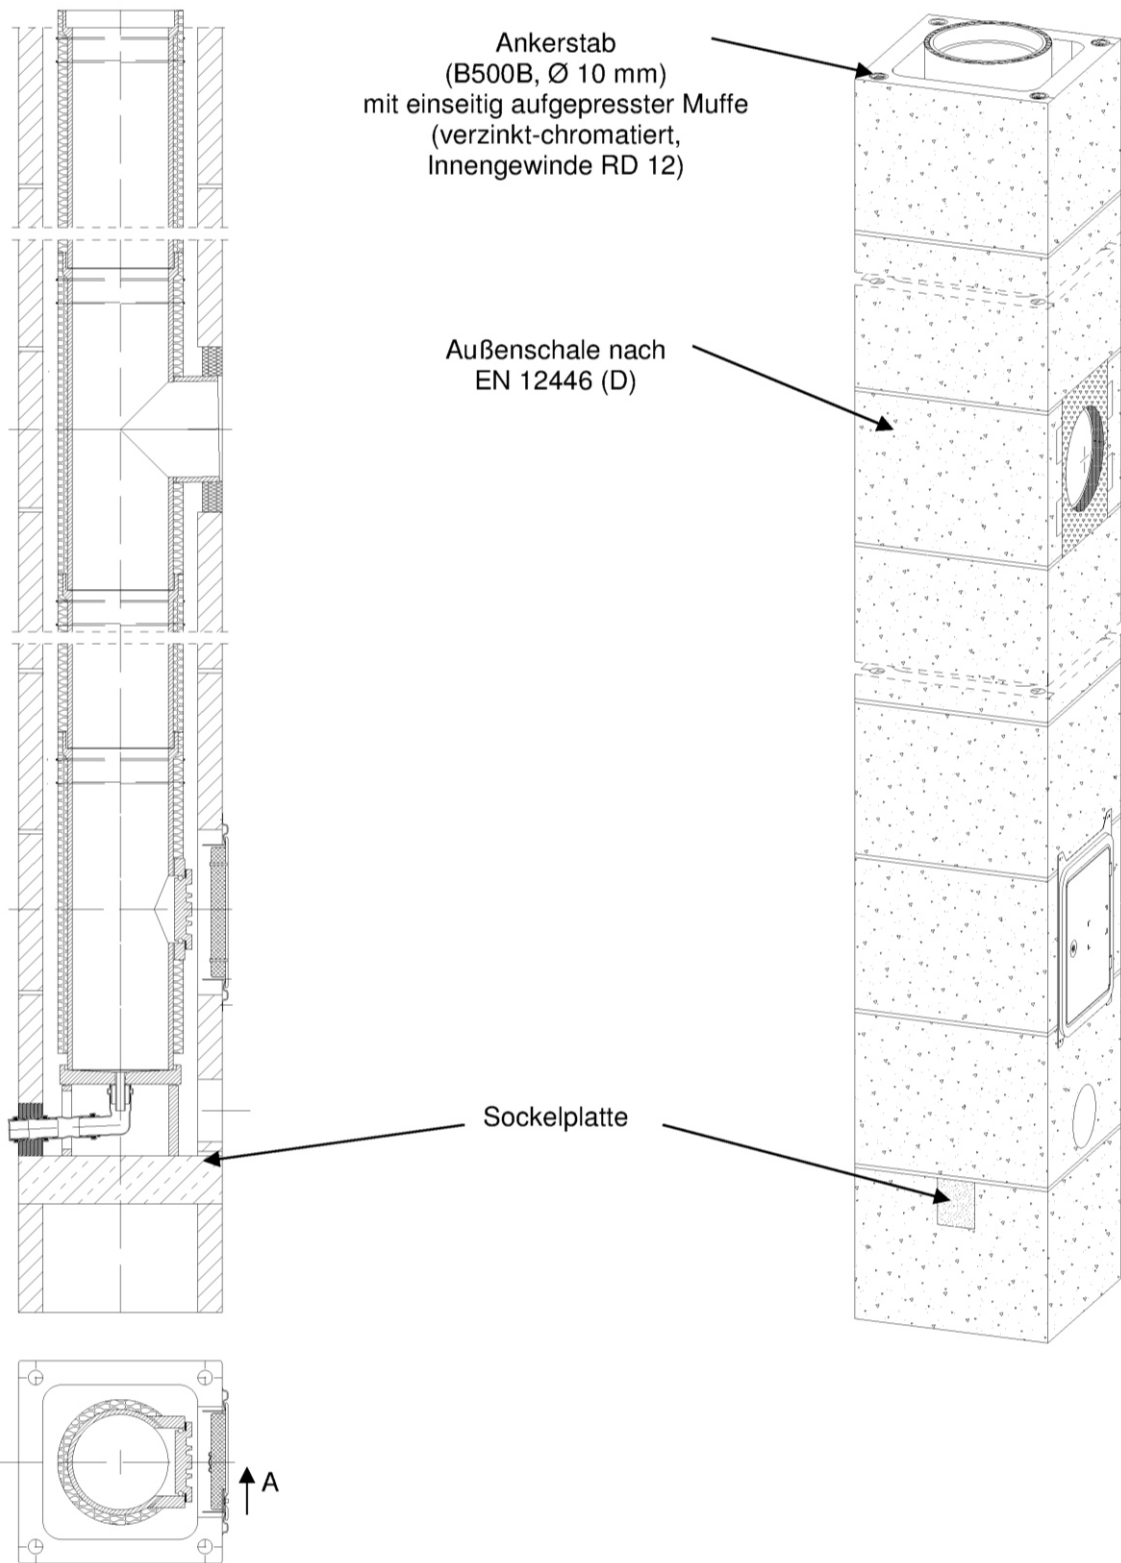 Ankerstab
(B500B, Ø 10 mm)
mit einseitig aufgepresster Muffe
(verzinkt-chromatiert,
Innengewinde RD 12)
Außenschale nach
EN 12446 (D)
Sockelplatte
A